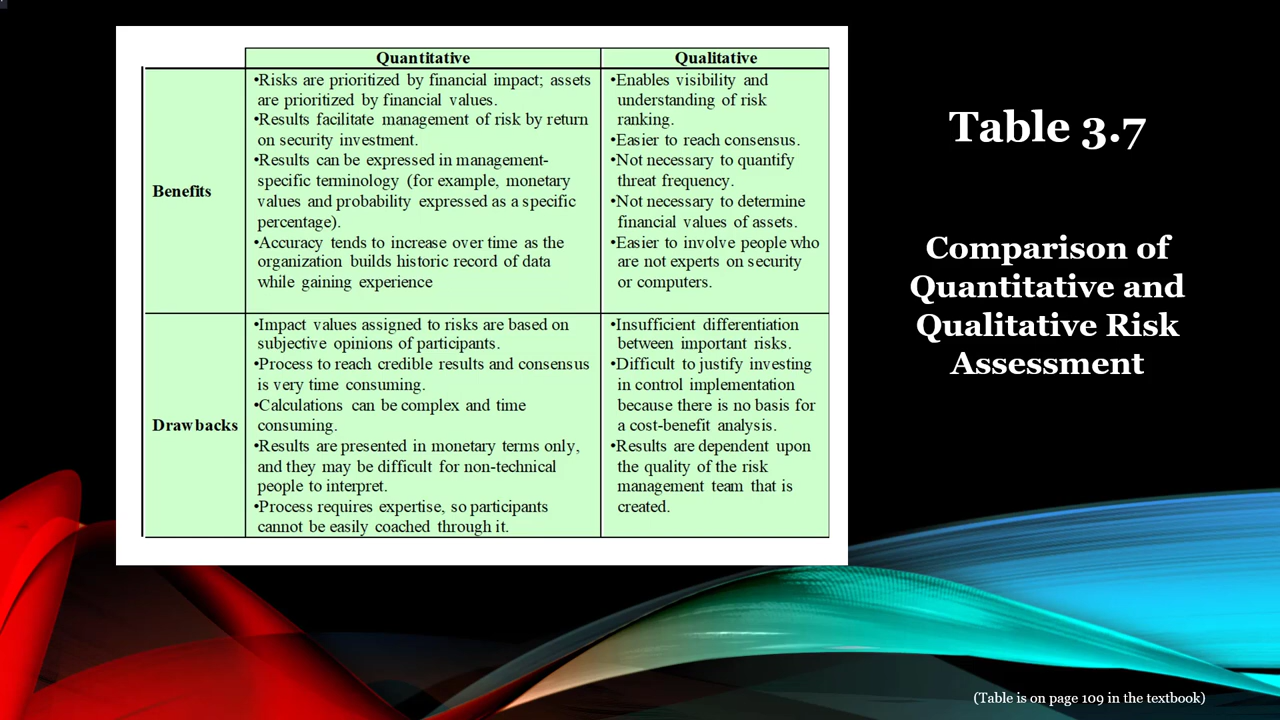 Quantitative
Qualitative
Benefits
•Risks are prioritized by financial impact; assets
are prioritized by financial values.
•Results facilitate management of risk by return
on security investment.
•Results can be expressed in management-
specific terminology (for example, monetary
values and probability expressed as a specific
percentage).
•Accuracy tends to increase over time as the
organization builds historic record of data
while gaining experience
•Enables visibility and
understanding of risk
ranking.
•Easier to reach consensus.
•Not necessary to quantify
threat frequency.
•Not necessary to determine
financial values of assets.
•Easier to involve people who
are not experts on security
or computers.
Drawbacks
•Impact values assigned to risks are based on
subjective opinions of participants.
•Process to reach credible results and consensus
is very time consuming.
•Calculations can be complex and time
consuming.
•Results are presented in monetary terms only,
and they may be difficult for non-technical
people to interpret.
•Process requires expertise, so participants
cannot be easily coached through it.
•Insufficient differentiation
between important risks.
•Difficult to justify investing
in control implementation
because there is no basis for
a cost-benefit analysis.
•Results are dependent upon
the quality of the risk
management team that is
created.
Table 3.7
Comparison of
Quantitative and
Qualitative Risk
Assessment
(Table is on page 109 in the textbook)